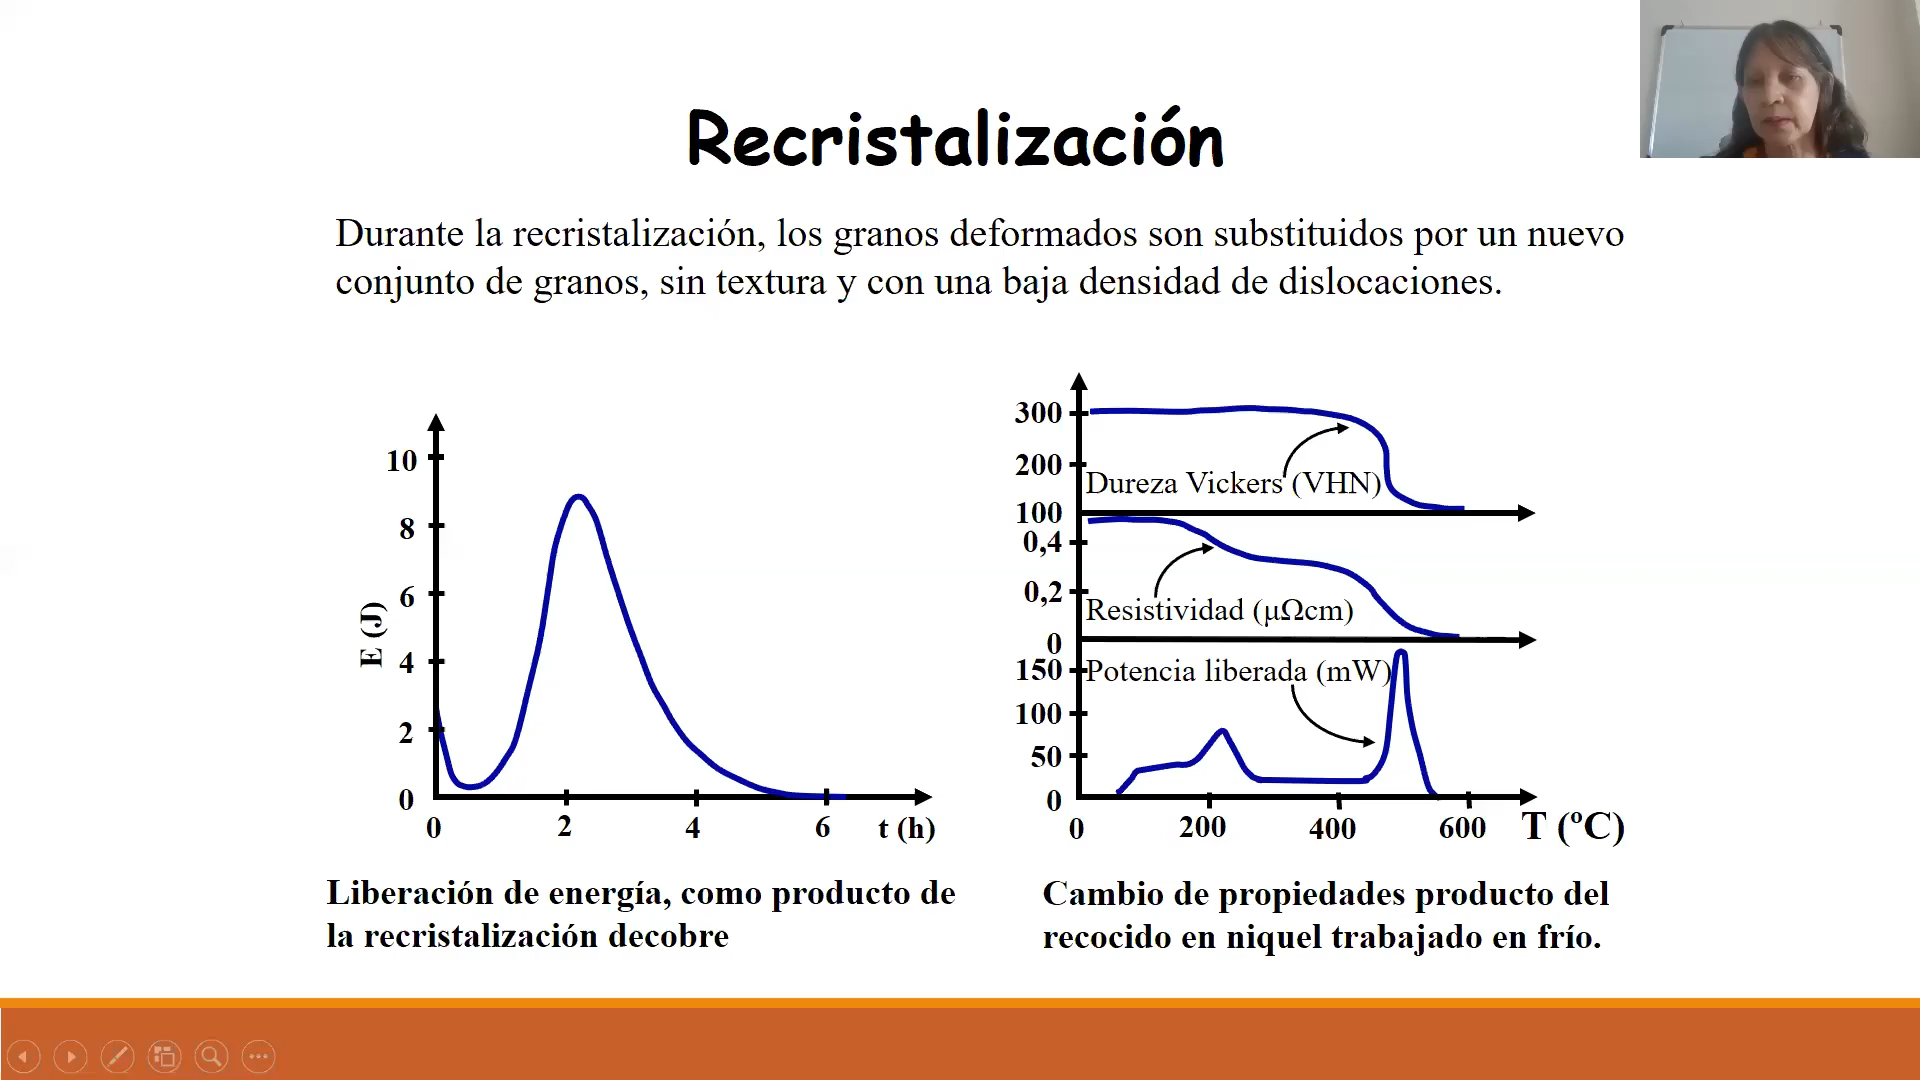 Recristalización
Durante la recristalización, los granos deformados son substituidos por un nuevo
conjunto de granos, sin textura y con una baja densidad de dislocaciones.
10
8
6
4
2
0
E (J)
0 2 4 6 t (h)
Liberación de energía, como producto de
la recristalización decobre
300
200
Dureza Vickers (VHN)
100
0,4
0,2
Resistividad (μΩcm)
0
150
Potencia liberada (mW)
100
50
0
0 200 400 600 T (ºC)
Cambio de propiedades producto del
recocido en niquel trabajado en frío.